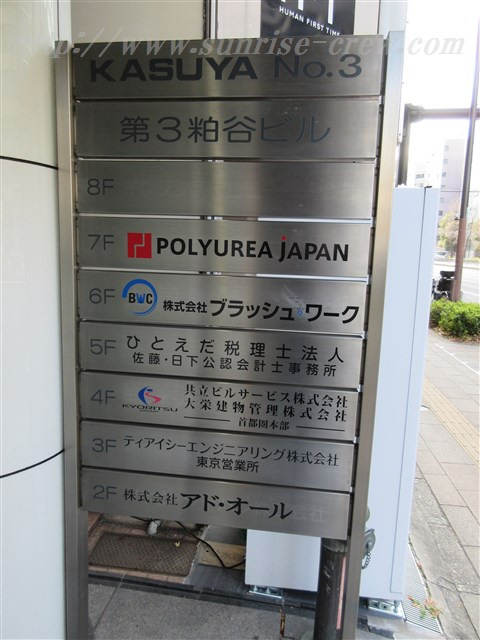 HUMAN FIRST TIME
p://www.sunrise-crew.com
KASUYA No.3
第3粕谷ビル
8F
7F POLYUREA JAPAN
6F BWC 株式会社 ブラッシュ・ワーク
5F ひとえだ税理士法人
佐藤・日下公認会計士事務所
4F KYORITSU 共立ビルサービス株式会社
大栄建物管理株式会社
首都圏本部
3F ティアイシーエンジニアリング株式会社
東京営業所
2F 株式会社 アド・オール